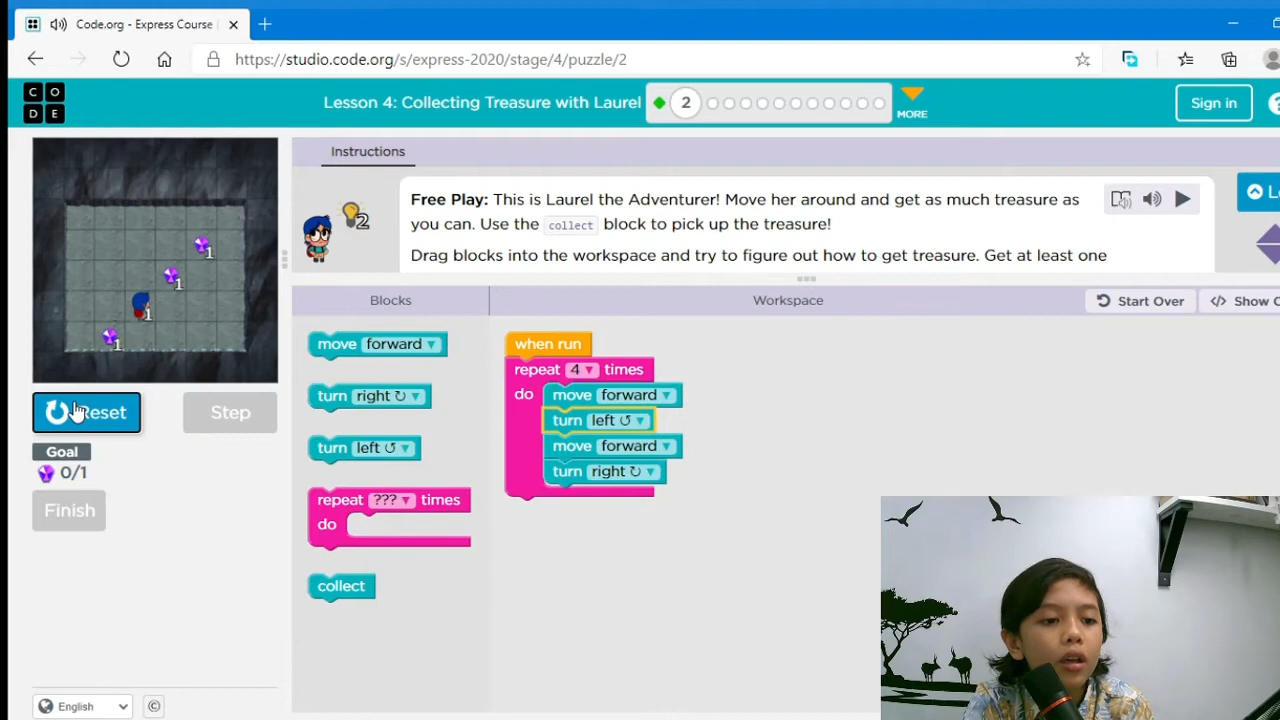 Code.org - Express Course
https://studio.code.org/s/express-2020/stage/4/puzzle/2
C O
D E
Lesson 4: Collecting Treasure with Laurel
2
MORE
Sign in
Instructions
2
Free Play: This is Laurel the Adventurer! Move her around and get as much treasure as
you can. Use the collect block to pick up the treasure!
Drag blocks into the workspace and try to figure out how to get treasure. Get at least one
1
1
1
1
Reset
Step
Goal
0/1
Finish
English
©
Blocks
Workspace
Start Over
</> Show
move forward
turn right
turn left
repeat ??? times
do
collect
when run
repeat 4 times
do
move forward
turn left
move forward
turn right